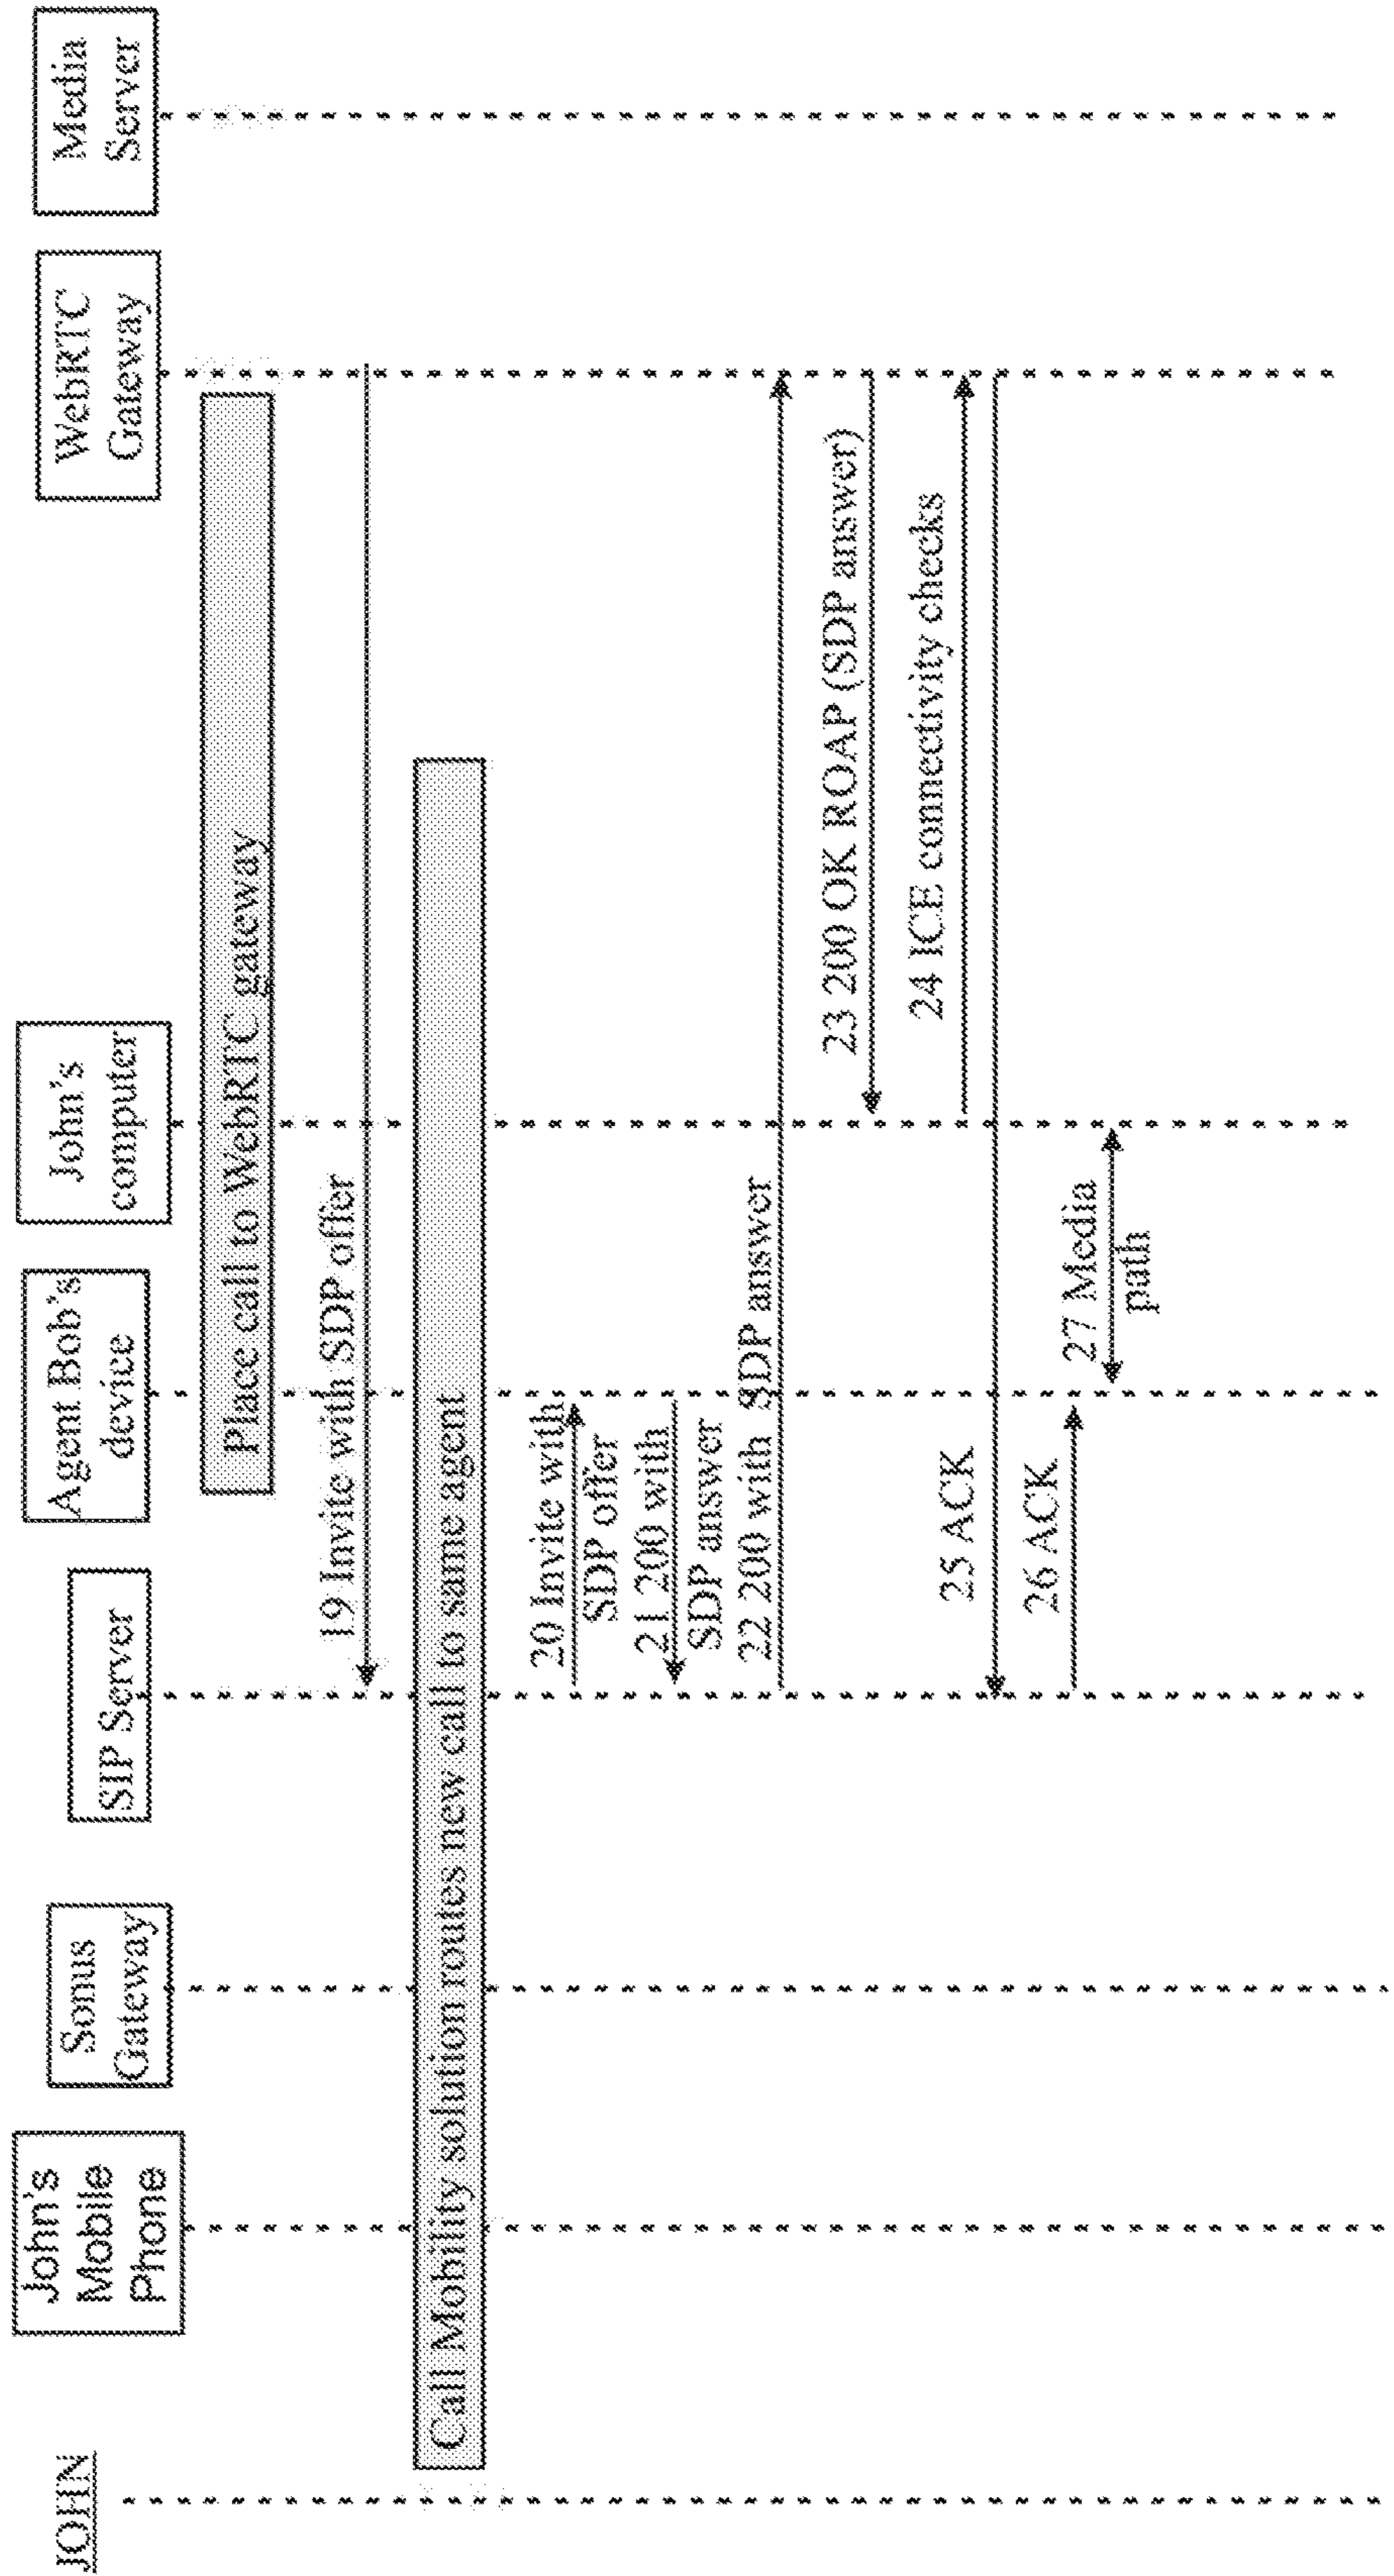 JOHN
John's
Mobile
Phone
Sonus
Gateway
SIP Server
Agent Bob's
device
John's
computer
WebRTC
Gateway
Media
Server
Place call to WebRTC gateway
19 Invite with SDP offer
Call Mobility solution routes new call to same agent
20 Invite with
SDP offer
21 200 with
SDP answer
22 200 with SDP answer
23 200 OK ROAP (SDP answer)
24 ICE connectivity checks
25 ACK
26 ACK
27 Media
path